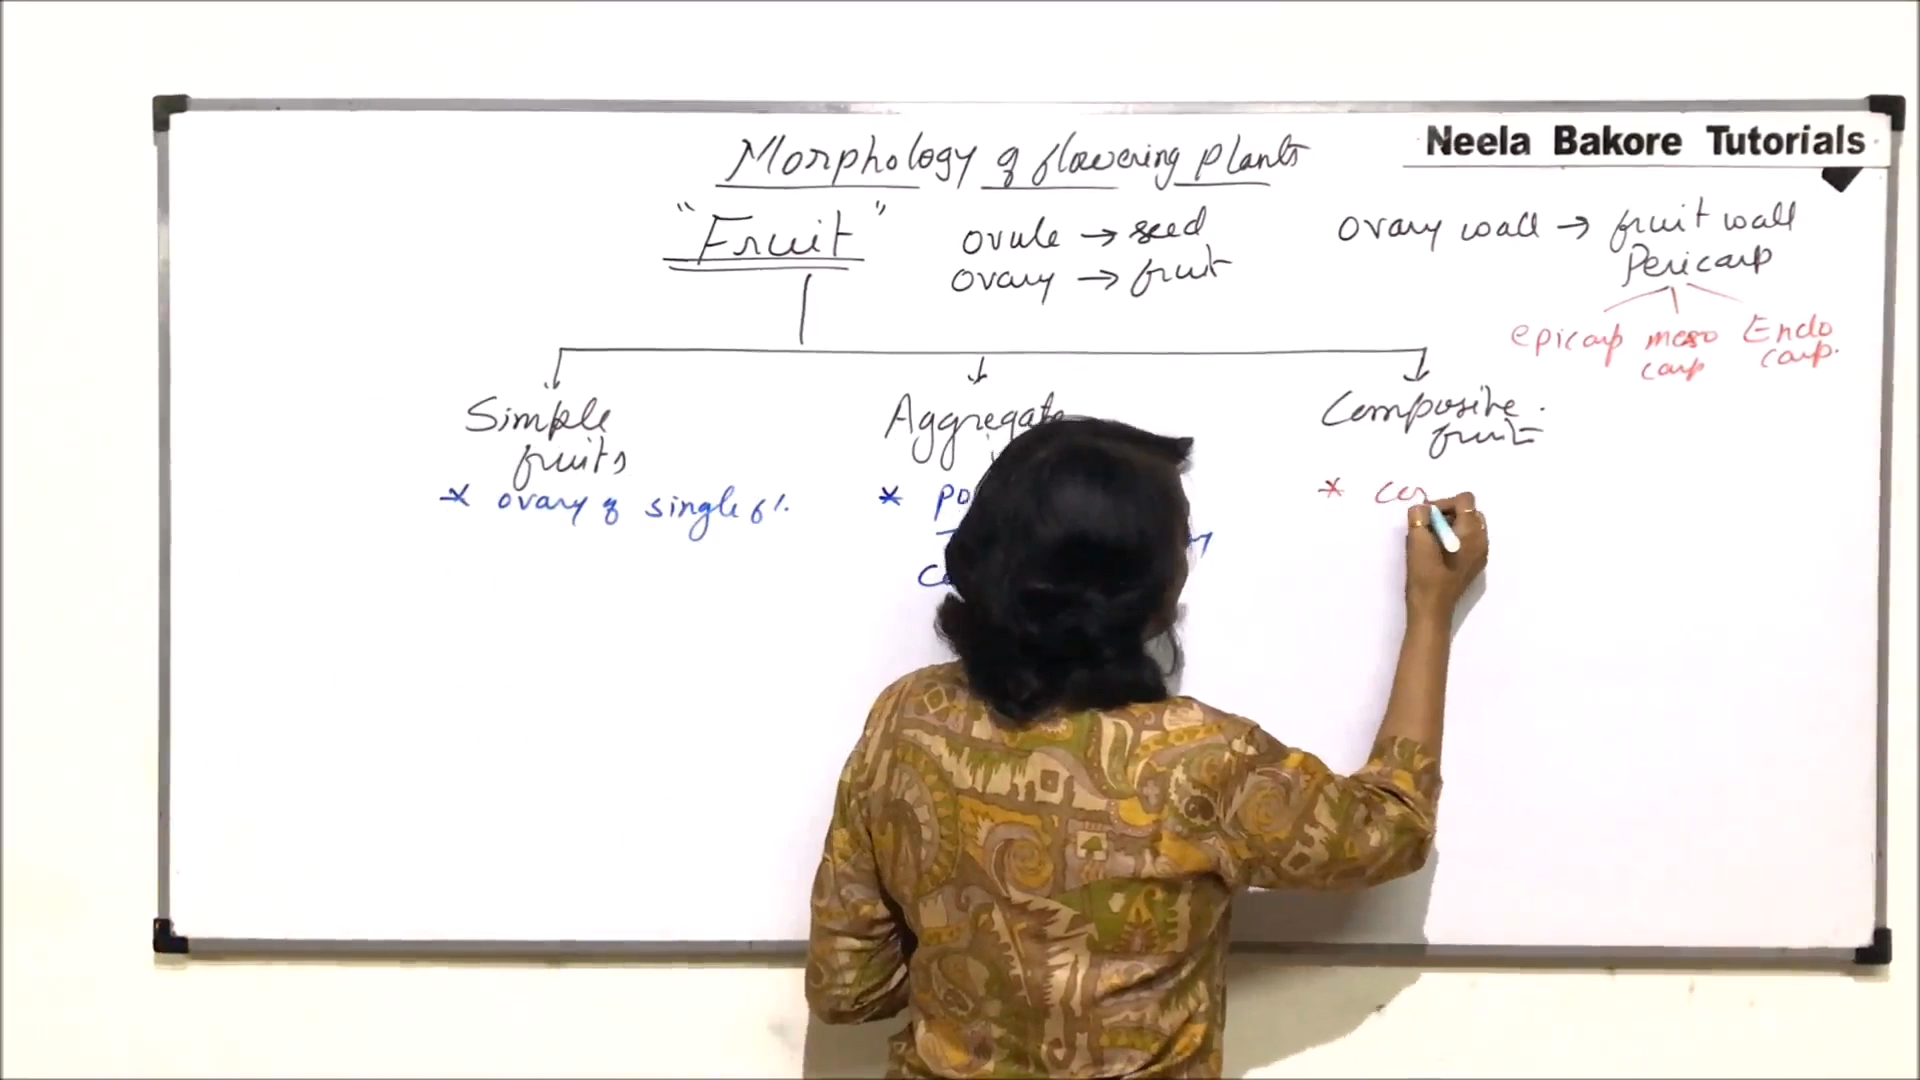 Neela Bakore Tutorials
Morphology of flowering plants
"Fruit"
ovule → seed
ovary → fruit
ovary wall → fruit wall
Pericarp
epicarp meso carp Endo carp.
Simple fruits
* ovary of single f/.
Aggregate
*
Composite fruit
*